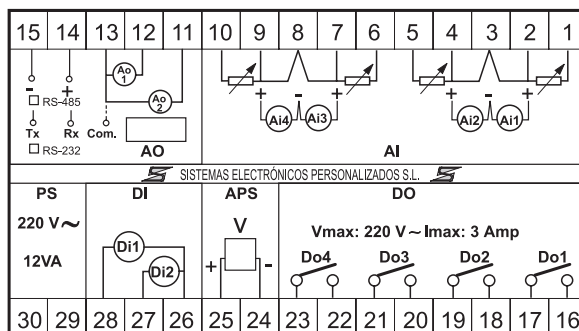 15 14 13 12 11 10 9 8 7 6 5 4 3 2 1
Ao 1
Ao 2
- +
RS-485
Tx Rx Com.
RS-232
AO
+ - +
Ai4 Ai3
+ - +
Ai2 Ai1
AI
SISTEMAS ELECTRÓNICOS PERSONALIZADOS S.L.
PS DI APS DO
220 V~
12VA
Di1
Di2
V
+ -
Vmax: 220 V~Imax: 3 Amp
Do4 Do3 Do2 Do1
30 29 28 27 26 25 24 23 22 21 20 19 18 17 16